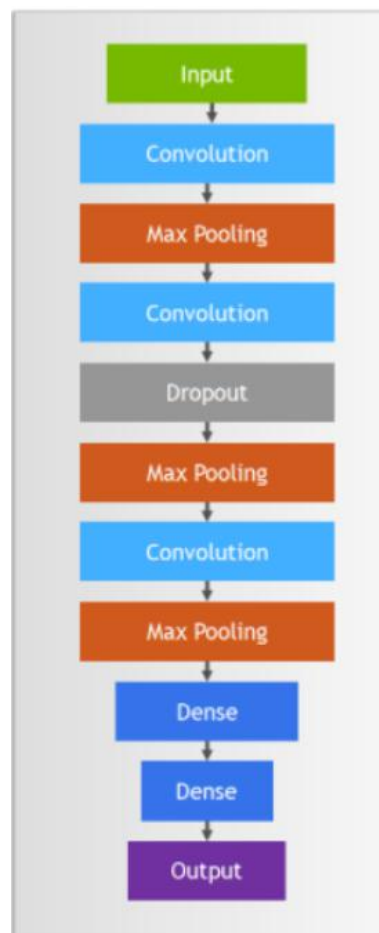 Input
Convolution
Max Pooling
Convolution
Dropout
Max Pooling
Convolution
Max Pooling
Dense
Dense
Output